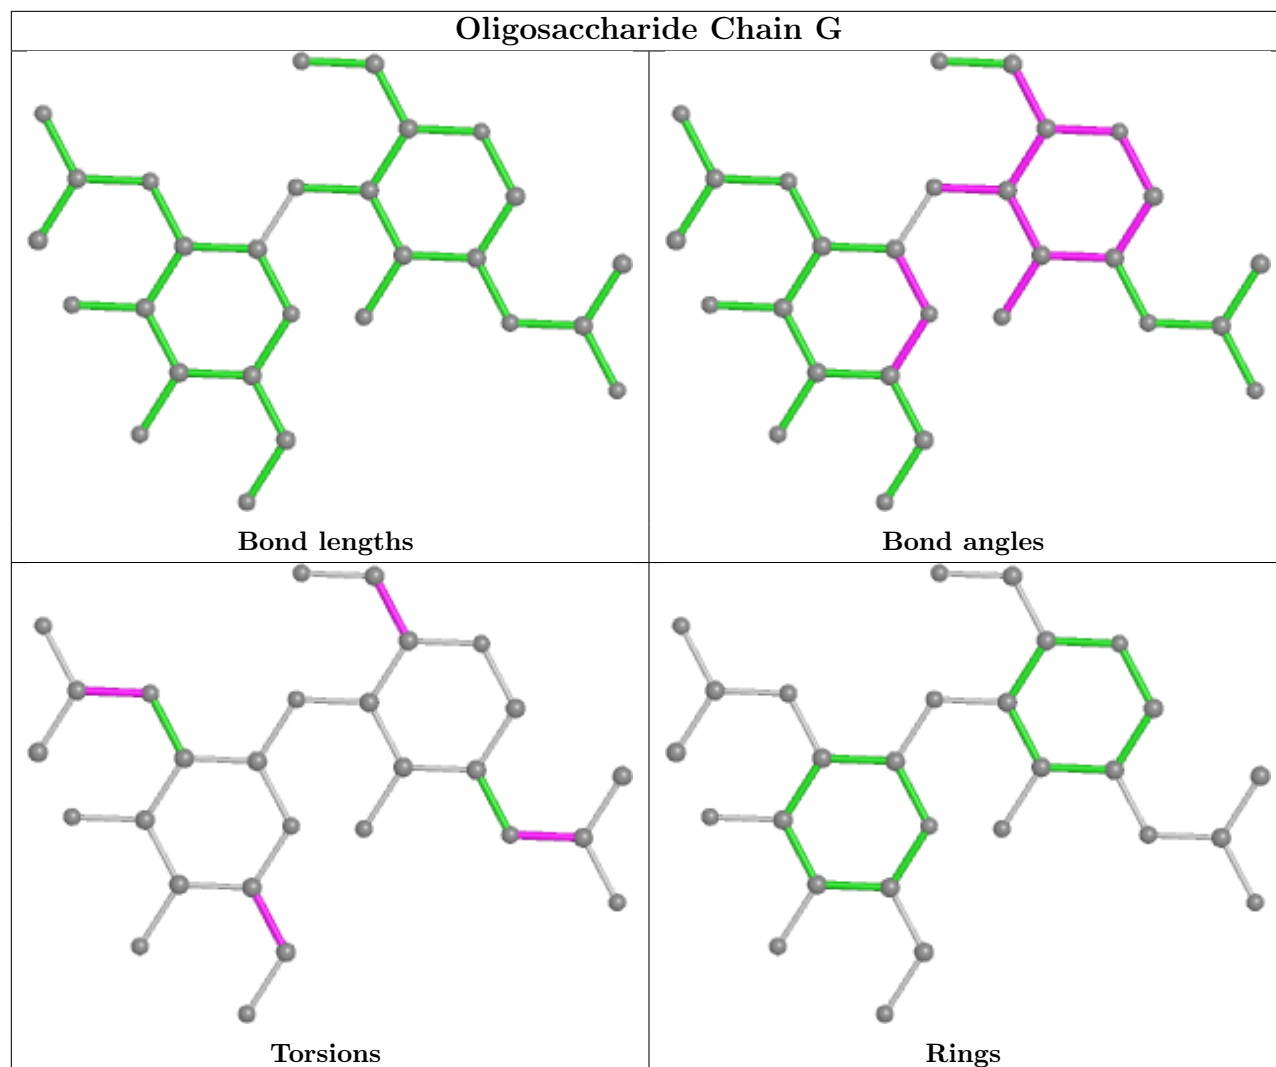 Oligosaccharide Chain G
Bond lengths
Bond angles
Torsions
Rings